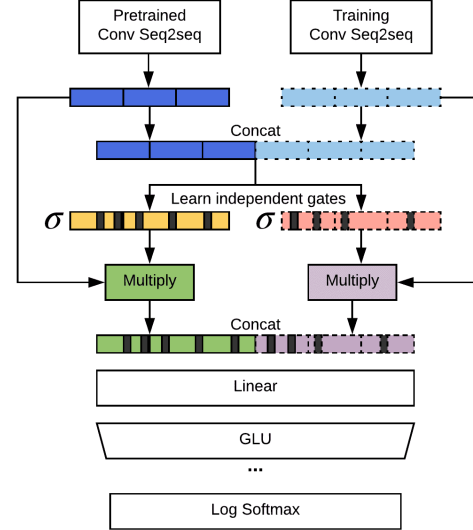 Pretrained
Conv Seq2seq
Training
Conv Seq2seq
Concat
Learn independent gates
σ
σ
Multiply
Multiply
Concat
Linear
GLU
...
Log Softmax